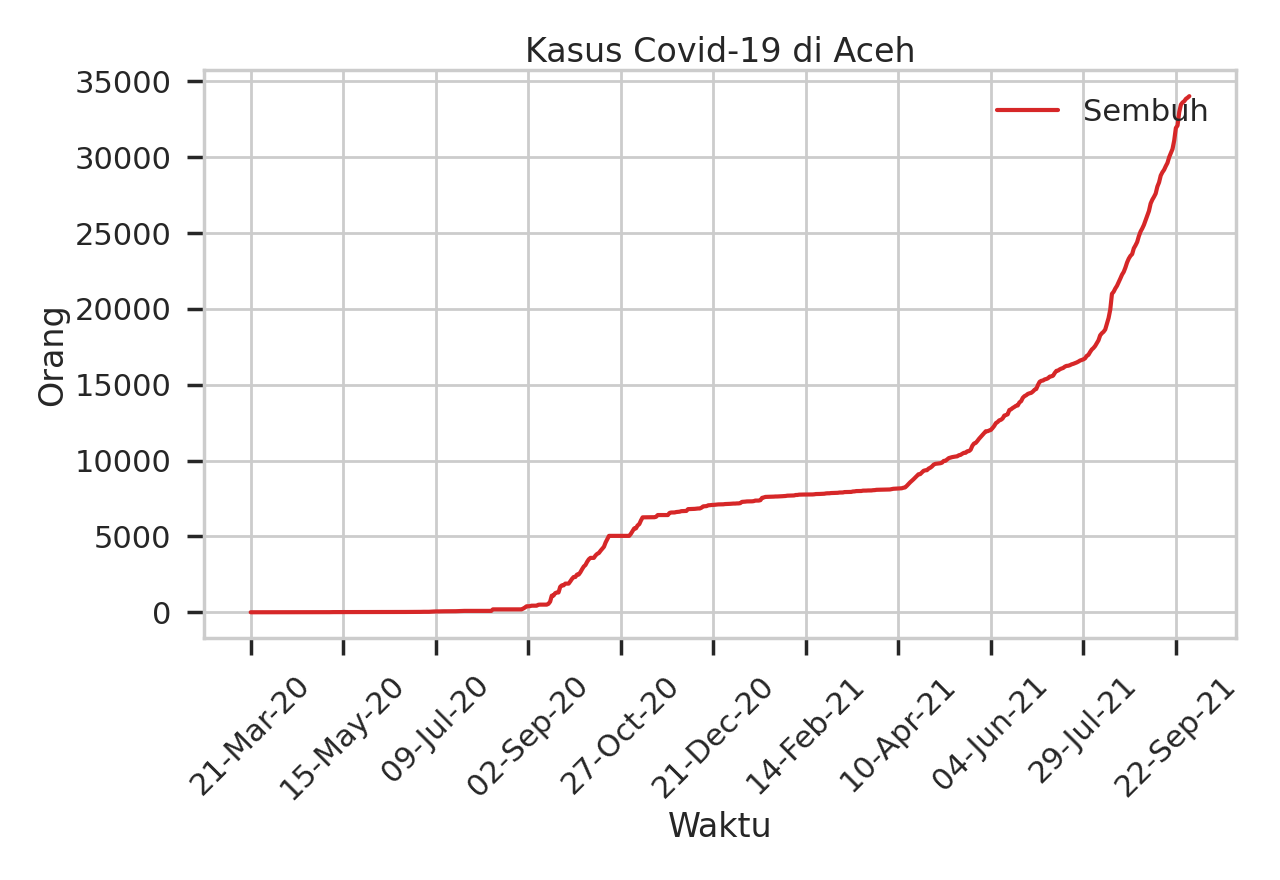 Kasus Covid-19 di Aceh
Sembuh
Orang
35000
30000
25000
20000
15000
10000
5000
0
21-Mar-20
15-May-20
09-Jul-20
02-Sep-20
27-Oct-20
21-Dec-20
14-Feb-21
10-Apr-21
04-Jun-21
29-Jul-21
22-Sep-21
Waktu